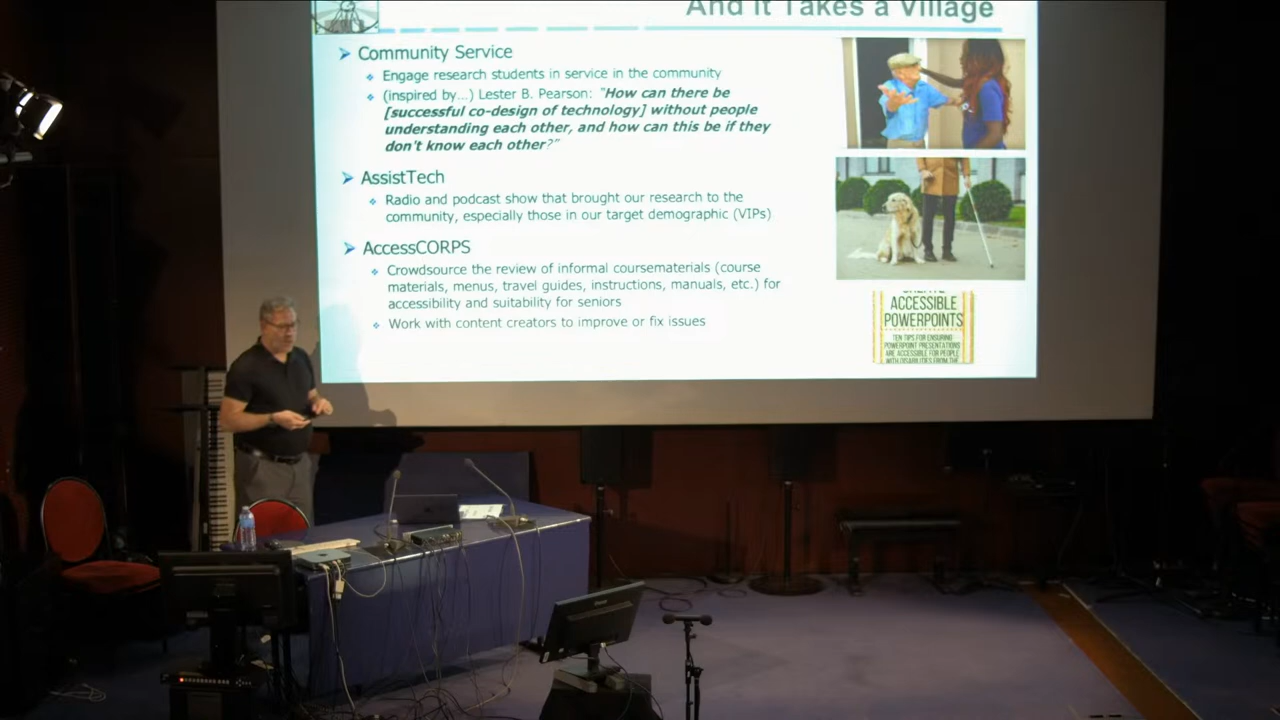 And it Takes a Village
Community Service
Engage research students in service in the community
(inspired by...) Lester B. Pearson: "How can there be
[successful co-design of technology] without people
understanding each other, and how can this be if they
don't know each other?"
AssistTech
Radio and podcast show that brought our research to the
community, especially those in our target demographic (VIPs)
AccessCORPS
Crowdsource the review of informal coursematerials (course
materials, menus, travel guides, instructions, manuals, etc.) for
accessibility and suitability for seniors
Work with content creators to improve or fix issues
CREATE
ACCESSIBLE
POWERPOINTS
TEN TIPS FOR ENSURING
POWERPOINT PRESENTATIONS
ARE ACCESSIBLE FOR PEOPLE
WITH DISABILITIES FROM THE